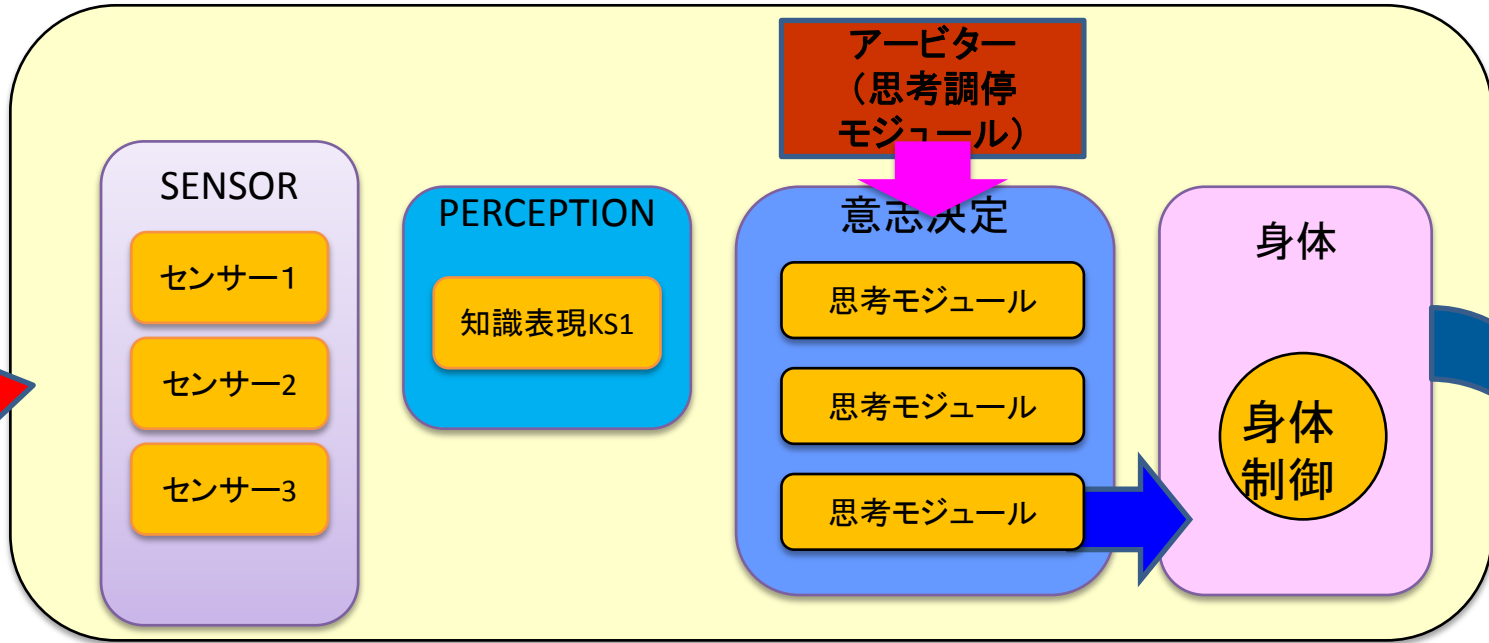 アービター
（思考調停
モジュール）
SENSOR
センサー１
センサー2
センサー3
PERCEPTION
知識表現KS1
意志決定
思考モジュール
思考モジュール
思考モジュール
身体
身体
制御